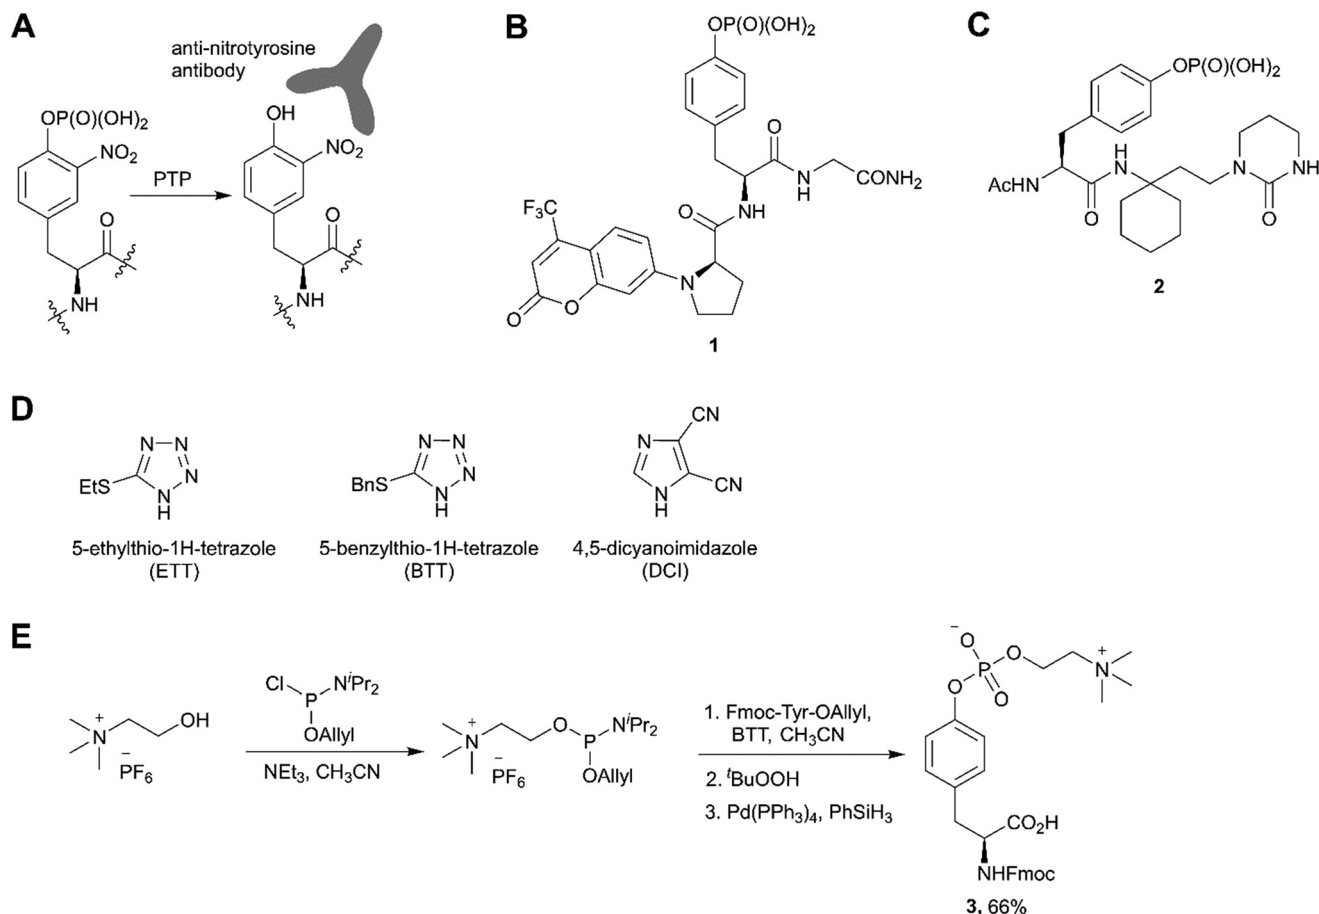 A
anti-nitrotyrosine
antibody
OP(O)(OH)2
NO2
O
NH
PTP
OH
NO2
O
NH
B
OP(O)(OH)2
O
N
H
CONH2
O
NH
F3C
N
O
O
1
C
OP(O)(OH)2
H
N
AcHN
O
N
NH
O
2
D
N N
N
N
H
EtS
5-ethylthio-1H-tetrazole
(ETT)
N N
N
N
H
BnS
5-benzylthio-1H-tetrazole
(BTT)
CN
N
CN
N
H
4,5-dicyanoimidazole
(DCI)
E
N
+
OH
−
PF6
Cl
P
NiPr2
OAllyl
NEt3, CH3CN
N
+
O
P
NiPr2
−
PF6
OAllyl
1. Fmoc-Tyr-OAllyl,
BTT, CH3CN
2. tBuOOH
3. Pd(PPh3)4, PhSiH3
−
O
O
P
+
N
O
O
CO2H
NHFmoc
3, 66%